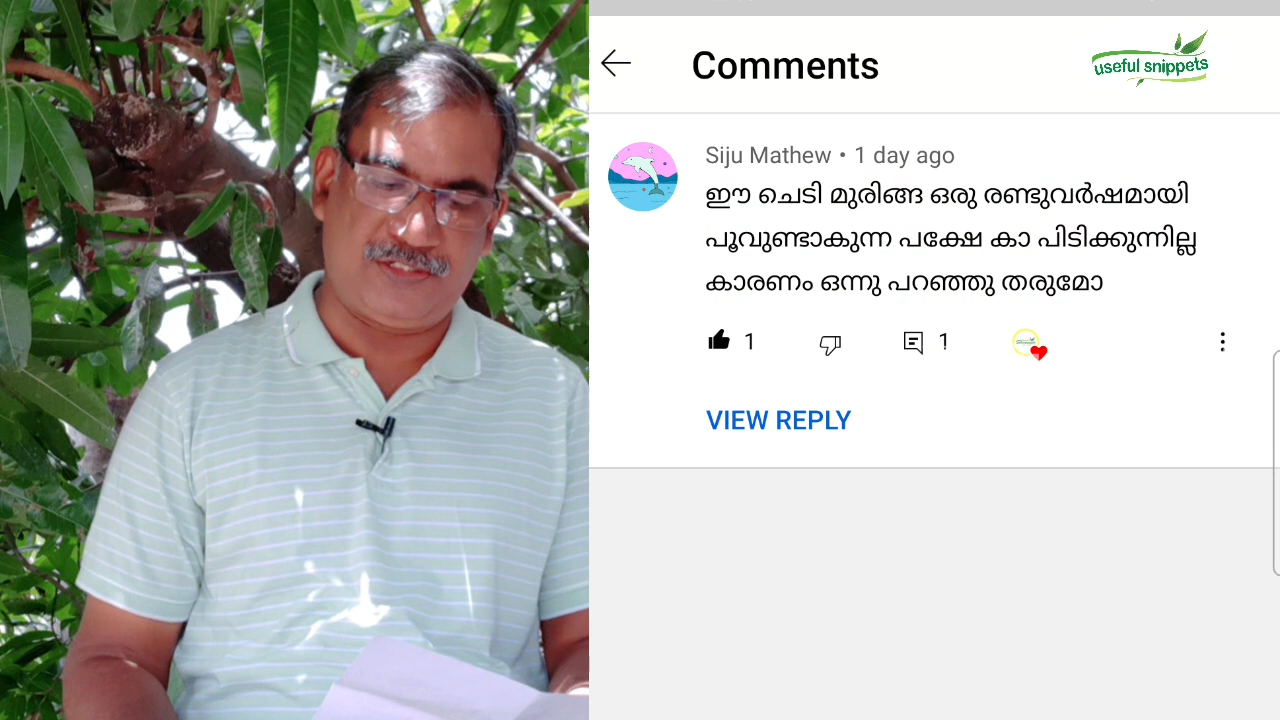 Comments
useful snippets
Siju Mathew • 1 day ago
ഈ ചെടി മുരിങ്ങ ഒരു രണ്ടുവർഷമായി
പൂവുണ്ടാകുന്ന പക്ഷേ കാ പിടിക്കുന്നില്ല
കാരണം ഒന്നു പറഞ്ഞു തരുമോ
1 1
VIEW REPLY